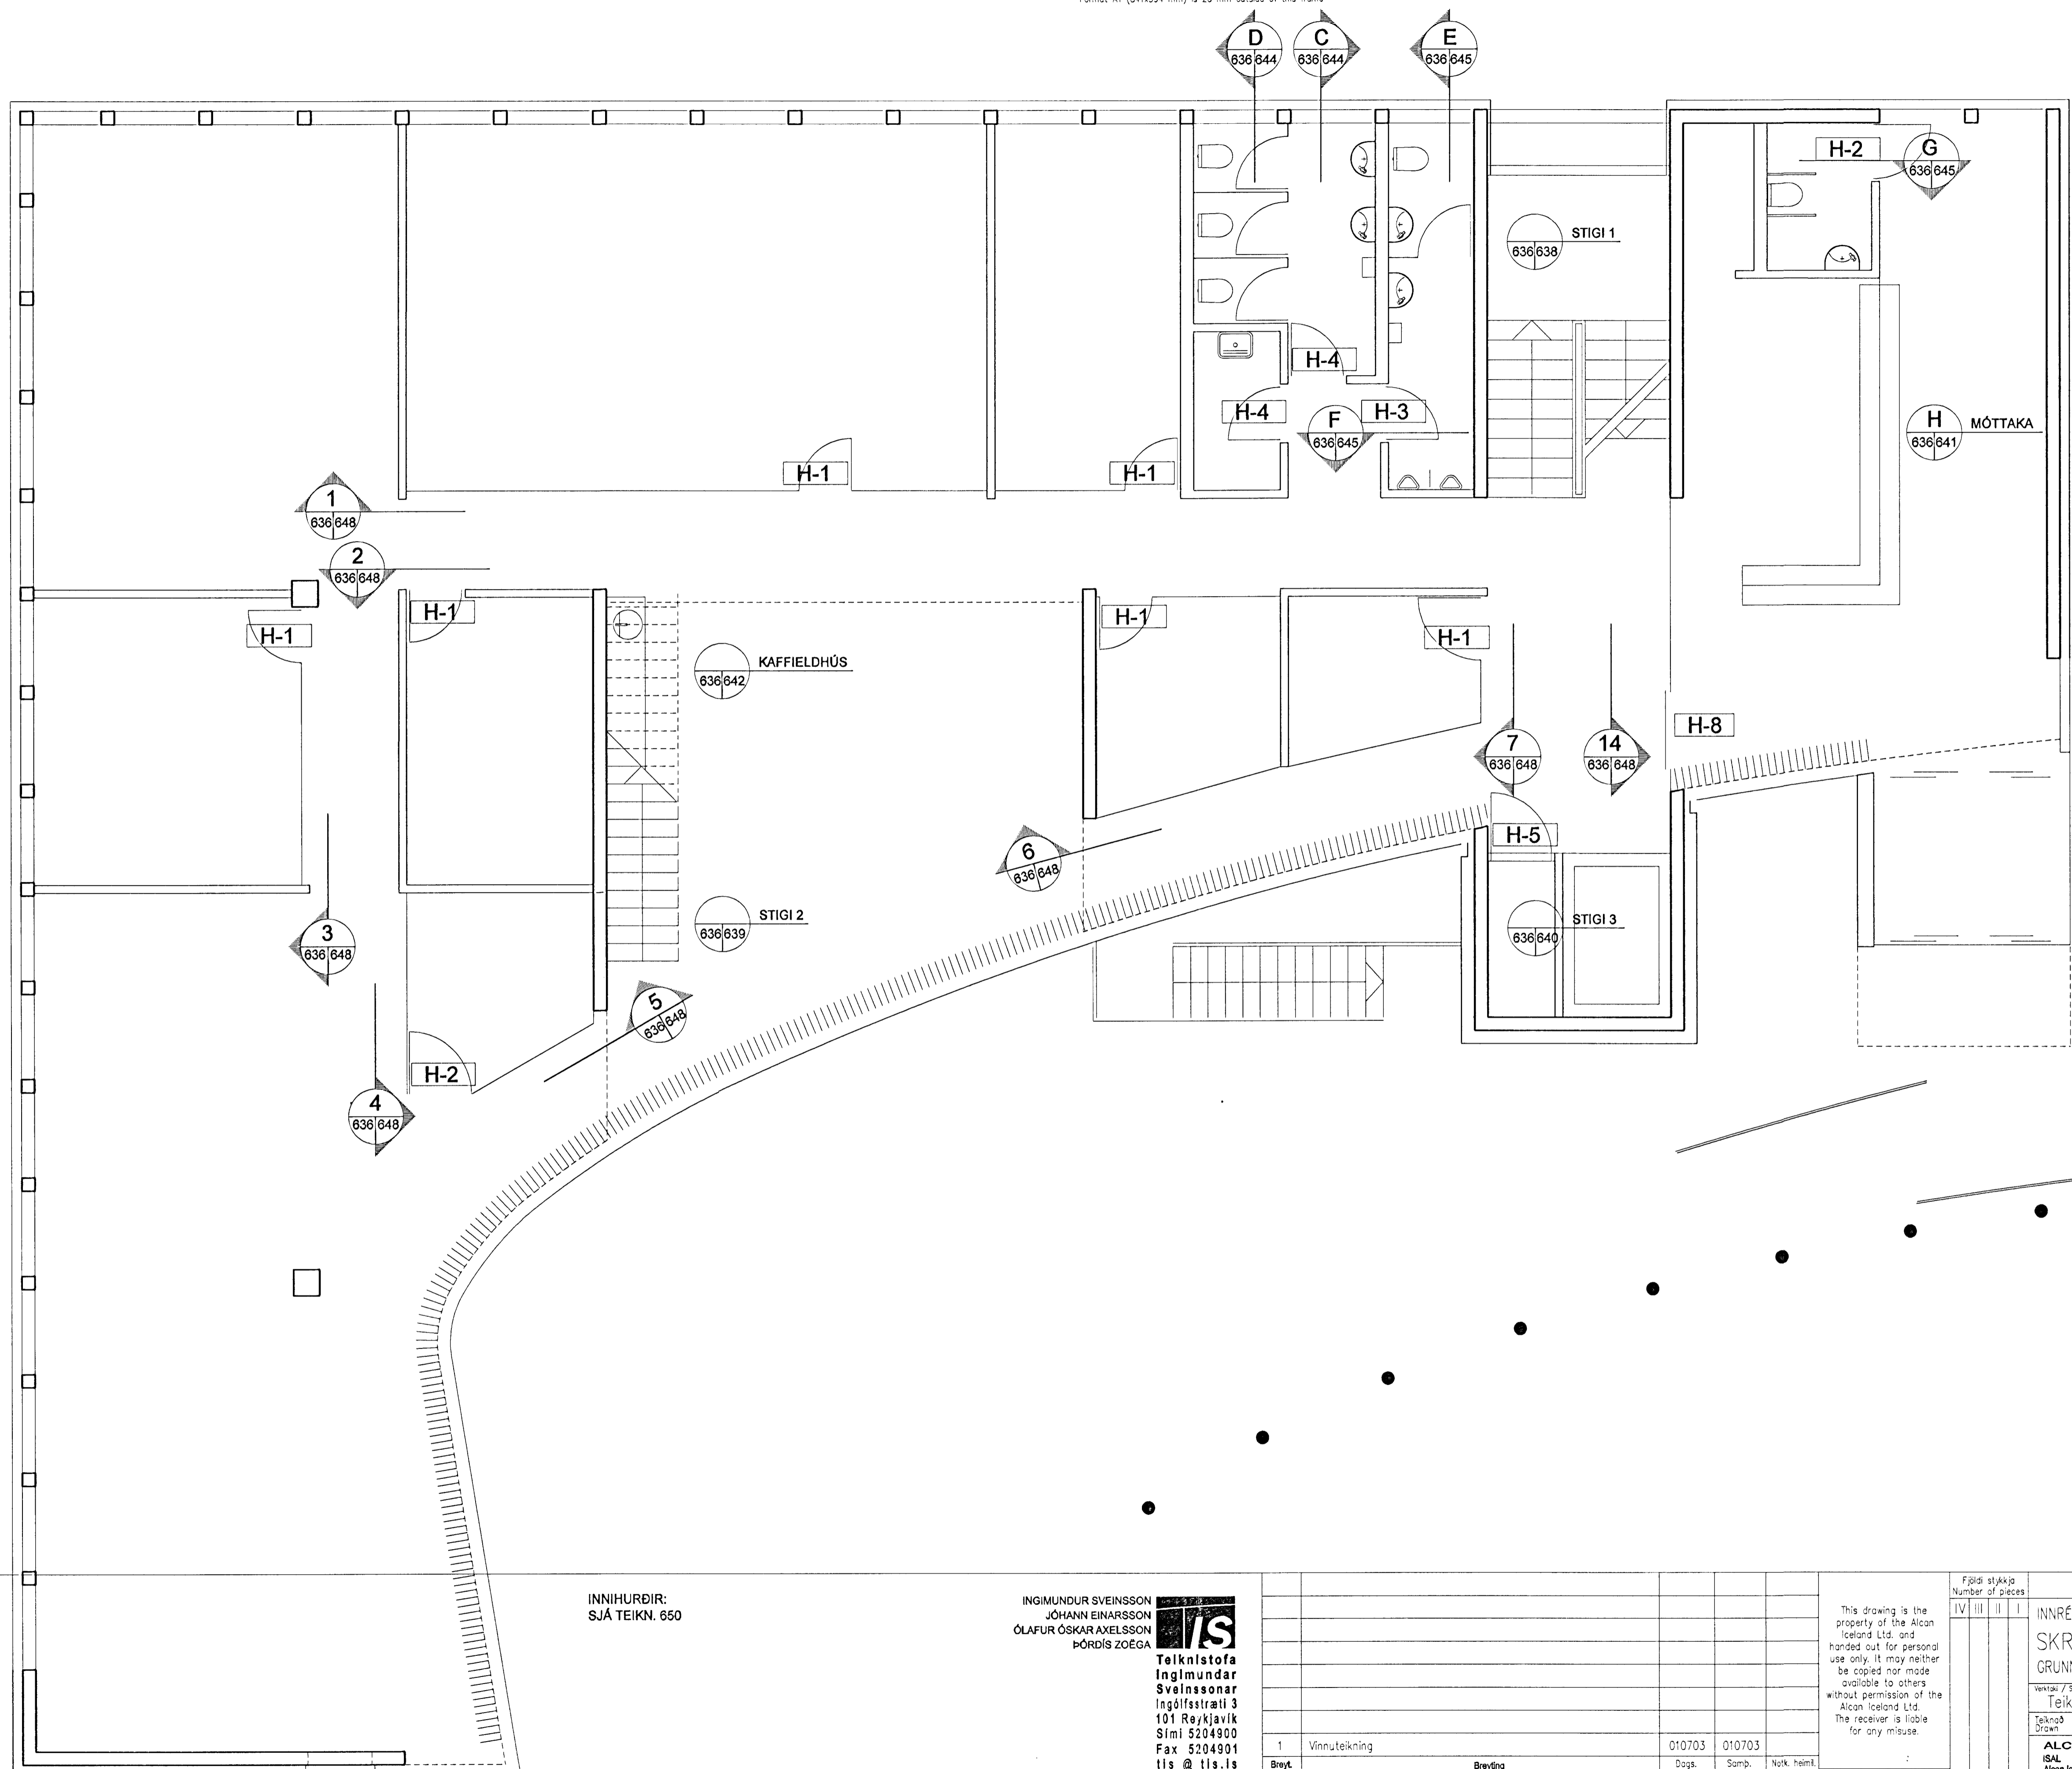 D
636 644
C
636 644
E
636 645
H-2
G
636 645
STIGI 1
636 638
H-4
H-4
H-3
F
636 645
H
636 641
MÓTTAKA
H-1
H-1
1
636 648
2
636 648
H-1
H-1
H-1
H-1
KAFFIELDHÚS
636 642
7
636 648
14
636 648
H-8
H-5
6
636 648
STIGI 2
636 639
STIGI 3
636 640
3
636 648
5
636 648
H-2
4
636 648
INNIHURÐIR:
SJÁ TEIKN. 650
INGIMUNDUR SVEINSSON
JÓHANN EINARSSON
ÓLAFUR ÓSKAR AXELSSON
ÞÓRDÍS ZOËGA
Teiknistofa
Ingimundar
Sveinssonar
Ingólfsstræti 3
101 Reykjavík
Sími 5204900
Fax 5204901
tis @ tis.is
1 Vinnuteikning 010703 010703
Breyt. Breyting Dags. Samþ. Notk. heimil.
This drawing is the
property of the Alcan
Iceland Ltd. and
handed out for personal
use only. It may neither
be copied nor made
available to others
without permission of the
Alcan Iceland Ltd.
The receiver is liable
for any misuse.
Fjöldi stykkja
Number of pieces
IV III II I
Teiknað
Drawn
ISAL